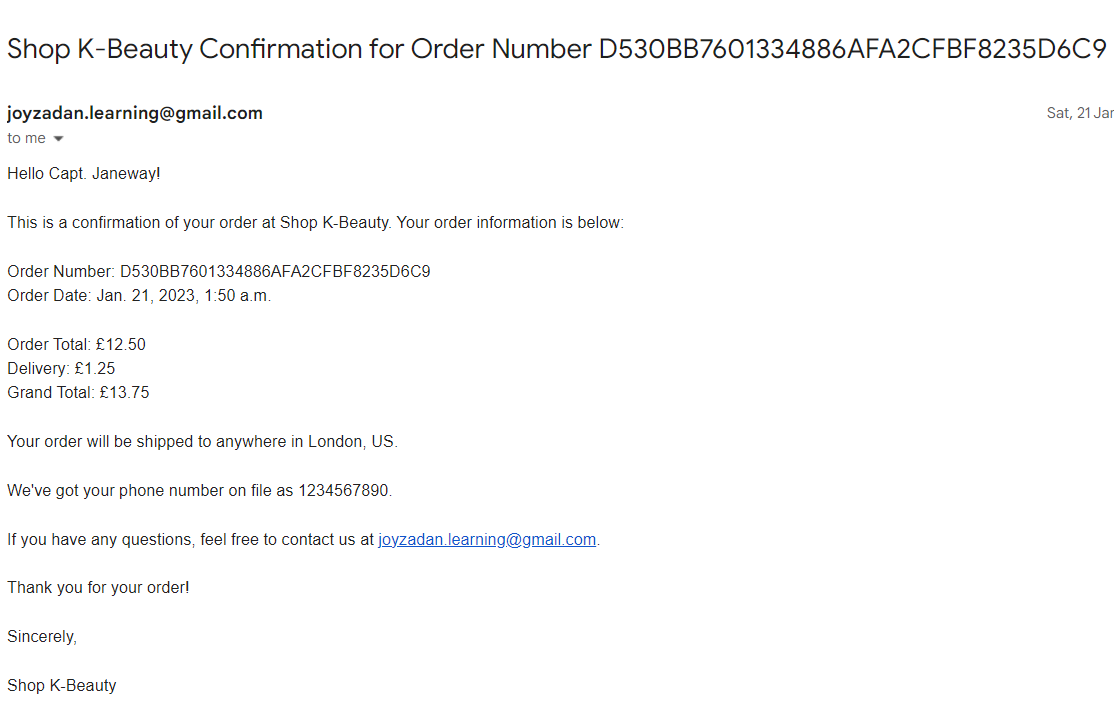 Shop K-Beauty Confirmation for Order Number D530BB7601334886AFA2CFBF8235D6C9
joyzadan.learning@gmail.com
Sat, 21 Jan
to me
Hello Capt. Janeway!
This is a confirmation of your order at Shop K-Beauty. Your order information is below:
Order Number: D530BB7601334886AFA2CFBF8235D6C9
Order Date: Jan. 21, 2023, 1:50 a.m.
Order Total: £12.50
Delivery: £1.25
Grand Total: £13.75
Your order will be shipped to anywhere in London, US.
We've got your phone number on file as 1234567890.
If you have any questions, feel free to contact us at joyzadan.learning@gmail.com.
Thank you for your order!
Sincerely,
Shop K-Beauty